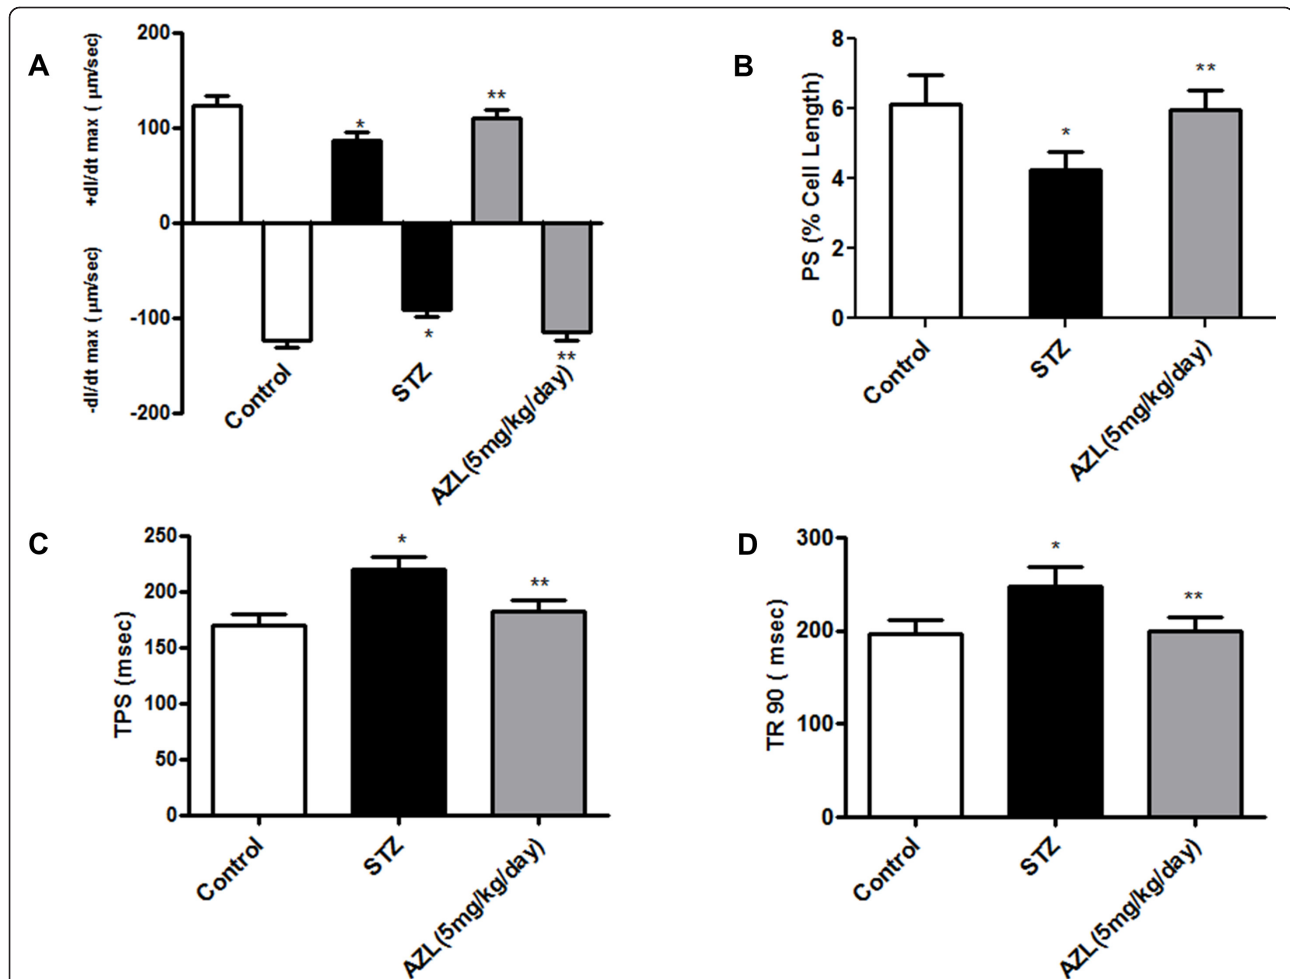 A
+dl/dt max ( μm/sec)
-dl/dt max ( μm/sec)
200
100
0
-100
-200
*
**
*
**
Control
STZ
AZL(5mg/kg/day)
B
PS (% Cell Length)
8
6
4
2
0
*
**
Control
STZ
AZL(5mg/kg/day)
C
TPS (msec)
250
200
150
100
50
0
*
**
Control
STZ
AZL(5mg/kg/day)
D
TR 90 ( msec)
300
200
100
0
*
**
Control
STZ
AZL(5mg/kg/day)